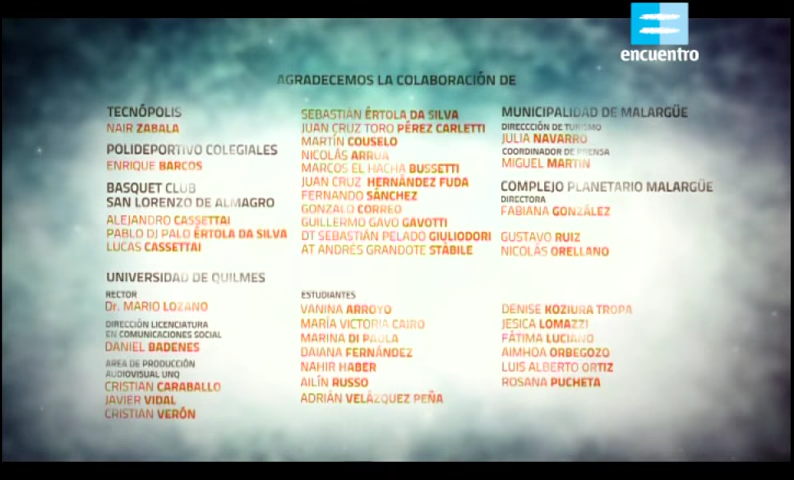 encuentro
AGRADECEMOS LA COLABORACIÓN DE
TECNÓPOLIS
NAIR ZABALA
POLIDEPORTIVO COLEGIALES
ENRIQUE BARCOS
BASQUET CLUB
SAN LORENZO DE ALMAGRO
ALEJANDRO CASSETTAI
PABLO DJ PALO ÉRTOLA DA SILVA
LUCAS CASSETTAI
SEBASTIÁN ÉRTOLA DA SILVA
JUAN CRUZ TORO PÉREZ CARLETTI
MARTÍN COUSELO
NICOLÁS ARRUA
MARCOS EL HACHA BUSSETTI
JUAN CRUZ HERNÁNDEZ FUDA
FERNANDO SÁNCHEZ
GONZALO CORREO
GUILLERMO GAVO GAVOTTI
DT SEBASTIÁN PELADO GIULIODORI
AT ANDRÉS GRANDOTE STÁBILE
MUNICIPALIDAD DE MALARGÜE
DIRECCCIÓN DE TURISMO
JULIA NAVARRO
COORDINADOR DE PRENSA
MIGUEL MARTIN
COMPLEJO PLANETARIO MALARGÜE
DIRCCTORA
FABIANA GONZÁLEZ
GUSTAVO RUIZ
NICOLÁS ORELLANO
UNIVERSIDAD DE QUILMES
RECTOR
Dr. MARIO LOZANO
DIRECCIÓN LICENCIATURA
EN COMUNICACIONES SOCIAL
DANIEL BADENES
AREA DE PRODUCCIÓN
AUDIOVISUAL UNQ
CRISTIAN CARABALLO
JAVIER VIDAL
CRISTIAN VERÓN
ESTUDIANTES
VANINA ARROYO
MARÍA VICTORIA CAIRO
MARINA DI PAOLA
DAIANA FERNÁNDEZ
NAHIR HABER
AILÍN RUSSO
ADRIÁN VELÁZQUEZ PEÑA
DENISE KOZIURA TROPA
JESICA LOMAZZI
FÁTIMA LUCIANO
AIMHOA ORBEGOZO
LUIS ALBERTO ORTIZ
ROSANA PUCHETA